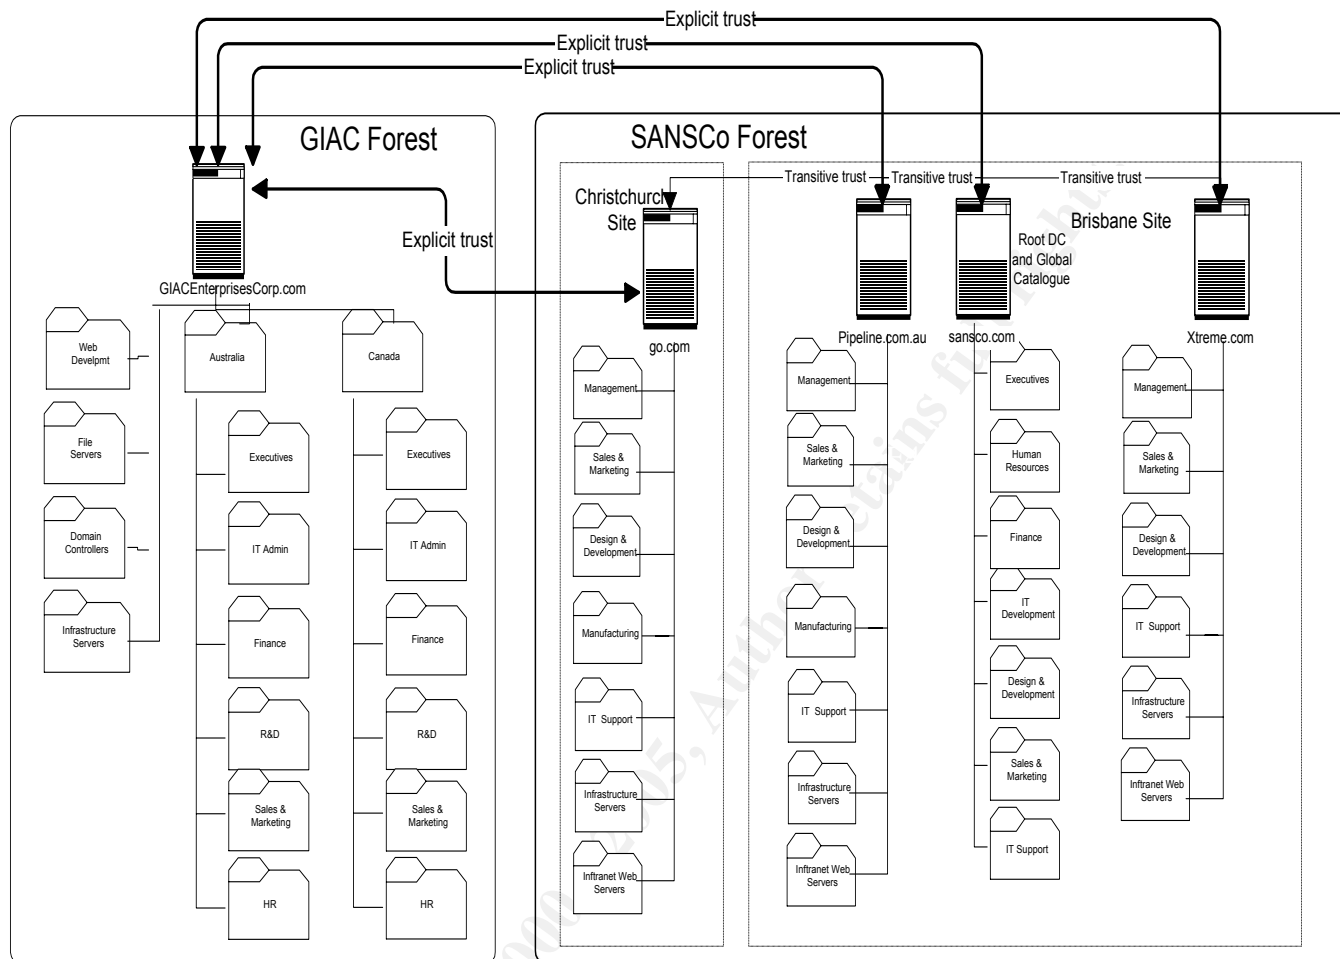 Explicit trust
Explicit trust
Explicit trust
GIAC Forest
SANSCo Forest
Transitive trust
Transitive trust
Transitive trust
Christchurch
Site
Brisbane Site
Explicit trust
Root DC
and Global
Catalogue
GIACEnterprisesCorp.com
go.com
Pipeline.com.au
sansco.com
Xtreme.com
Web
Develpmt
File
Servers
Domain
Controllers
Infrastructure
Servers
Australia
Executives
IT Admin
Finance
R&D
Sales &
Marketing
HR
Canada
Executives
IT Admin
Finance
R&D
Sales &
Marketing
HR
Management
Sales &
Marketing
Design &
Development
Manufacturing
IT Support
Infrastructure
Servers
Inftranet Web
Servers
Management
Sales &
Marketing
Design &
Development
Manufacturing
IT Support
Infrastructure
Servers
Inftranet Web
Servers
Executives
Human
Resources
Finance
IT
Development
Design &
Development
Sales &
Marketing
IT Support
Management
Sales &
Marketing
Design &
Development
IT Support
Infrastructure
Servers
Inftranet Web
Servers
2005, Author retains full right